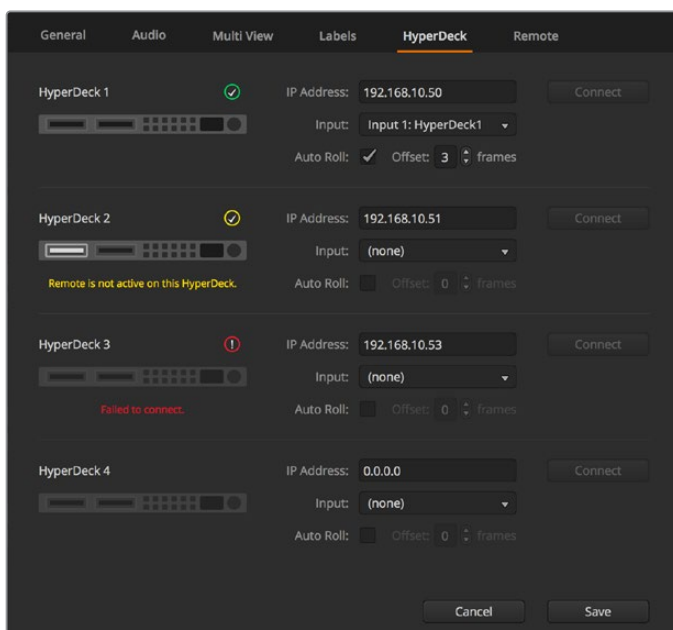 General Audio Multi View Labels HyperDeck Remote
HyperDeck 1 IP Address: 192.168.10.50 Connect
Input: Input 1: HyperDeck1
Auto Roll: Offset: 3 frames
HyperDeck 2 IP Address: 192.168.10.51 Connect
Input: (none)
Remote is not active on this HyperDeck. Auto Roll: Offset: 0 frames
HyperDeck 3 IP Address: 192.168.10.53 Connect
Input: (none)
Failed to connect. Auto Roll: Offset: 0 frames
HyperDeck 4 IP Address: 0.0.0.0 Connect
Input: (none)
Auto Roll: Offset: 0 frames
Cancel Save